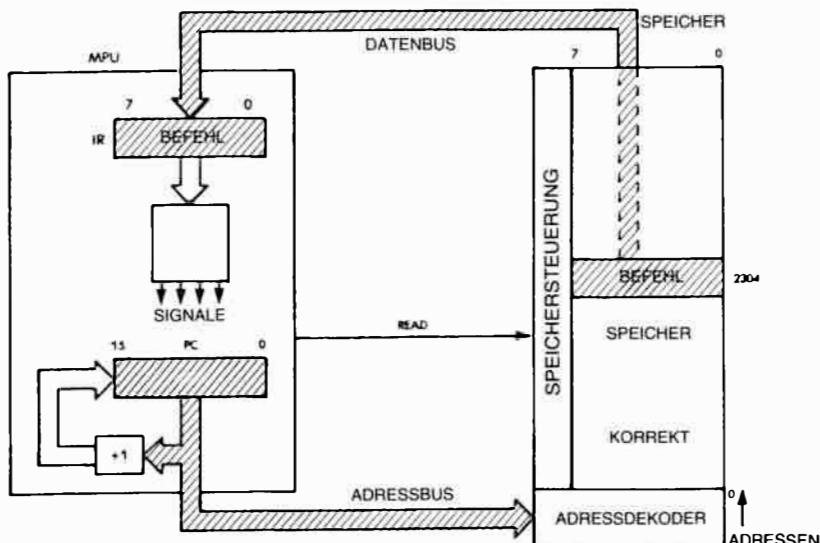 SPEICHER
DATENBUS
MPU
7 0
7 0
IR BEFEHL
SPEICHERSTEUERUNG
BEFEHL 2304
SIGNALE
SPEICHER
READ
15 PC 0
+1
KORREKT
ADRESSBUS
0
ADRESSDEKODER
ADRESSEN